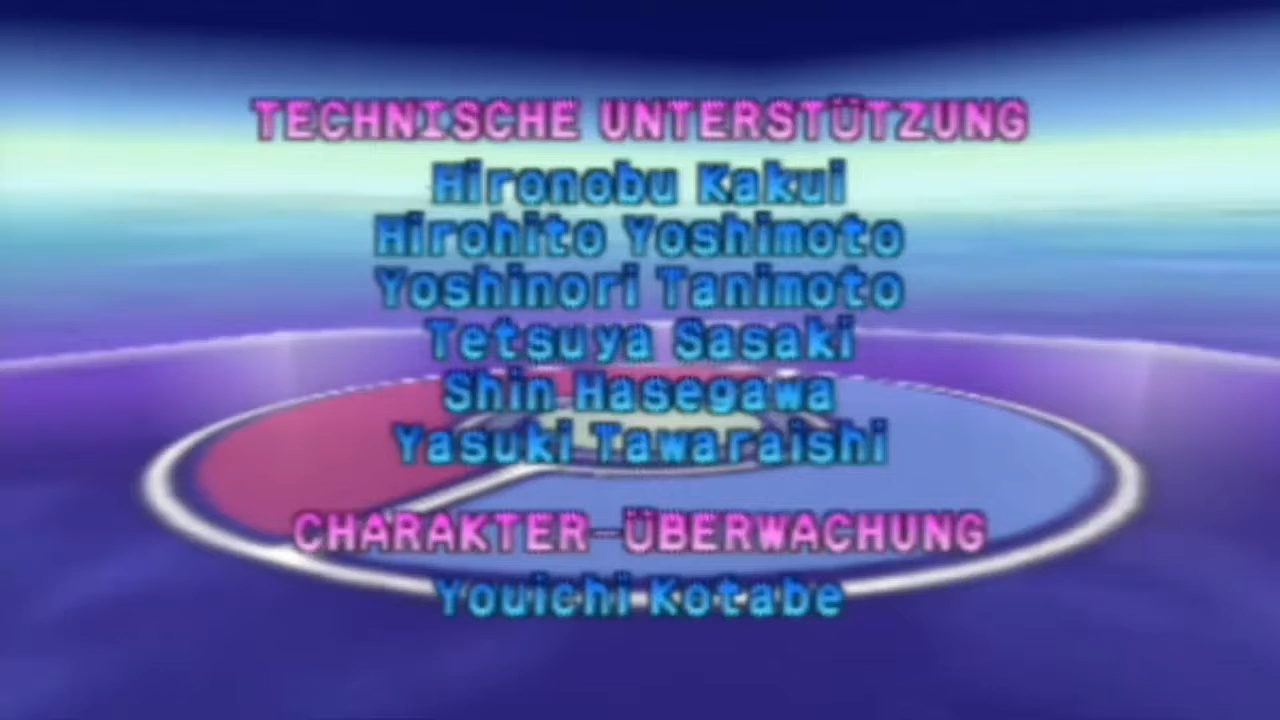 TECHNISCHE UNTERSTÜTZUNG
Hironobu Kakui
Hirohito Yoshimoto
Yoshinori Tanimoto
Tetsuya Sasaki
Shin Hasegawa
Yasuki Tawaraishi
CHARAKTER-ÜBERWACHUNG
Youichi Kotabe